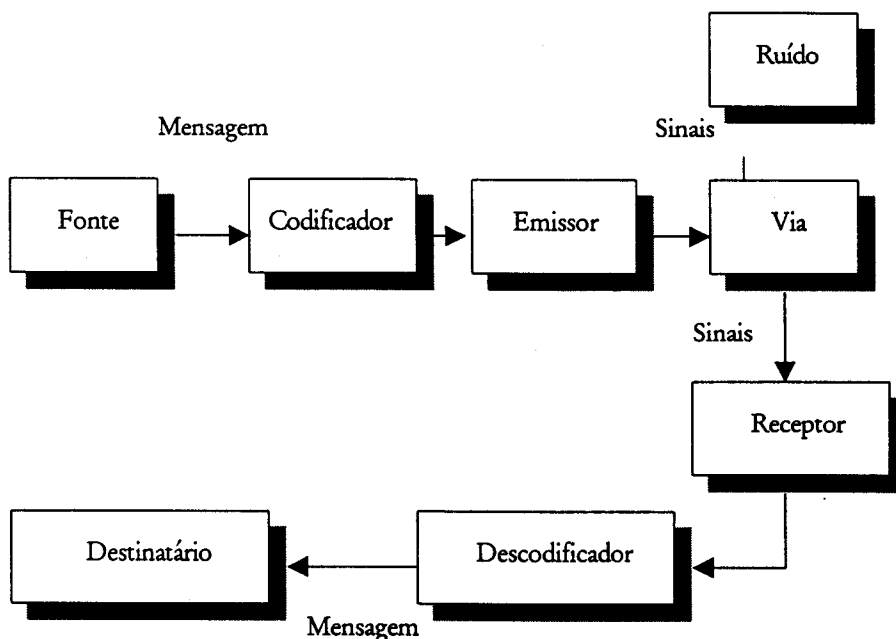 Ruído
Mensagem
Sinais
Fonte
Codificador
Emissor
Via
Sinais
Receptor
Destinatário
Descodificador
Mensagem